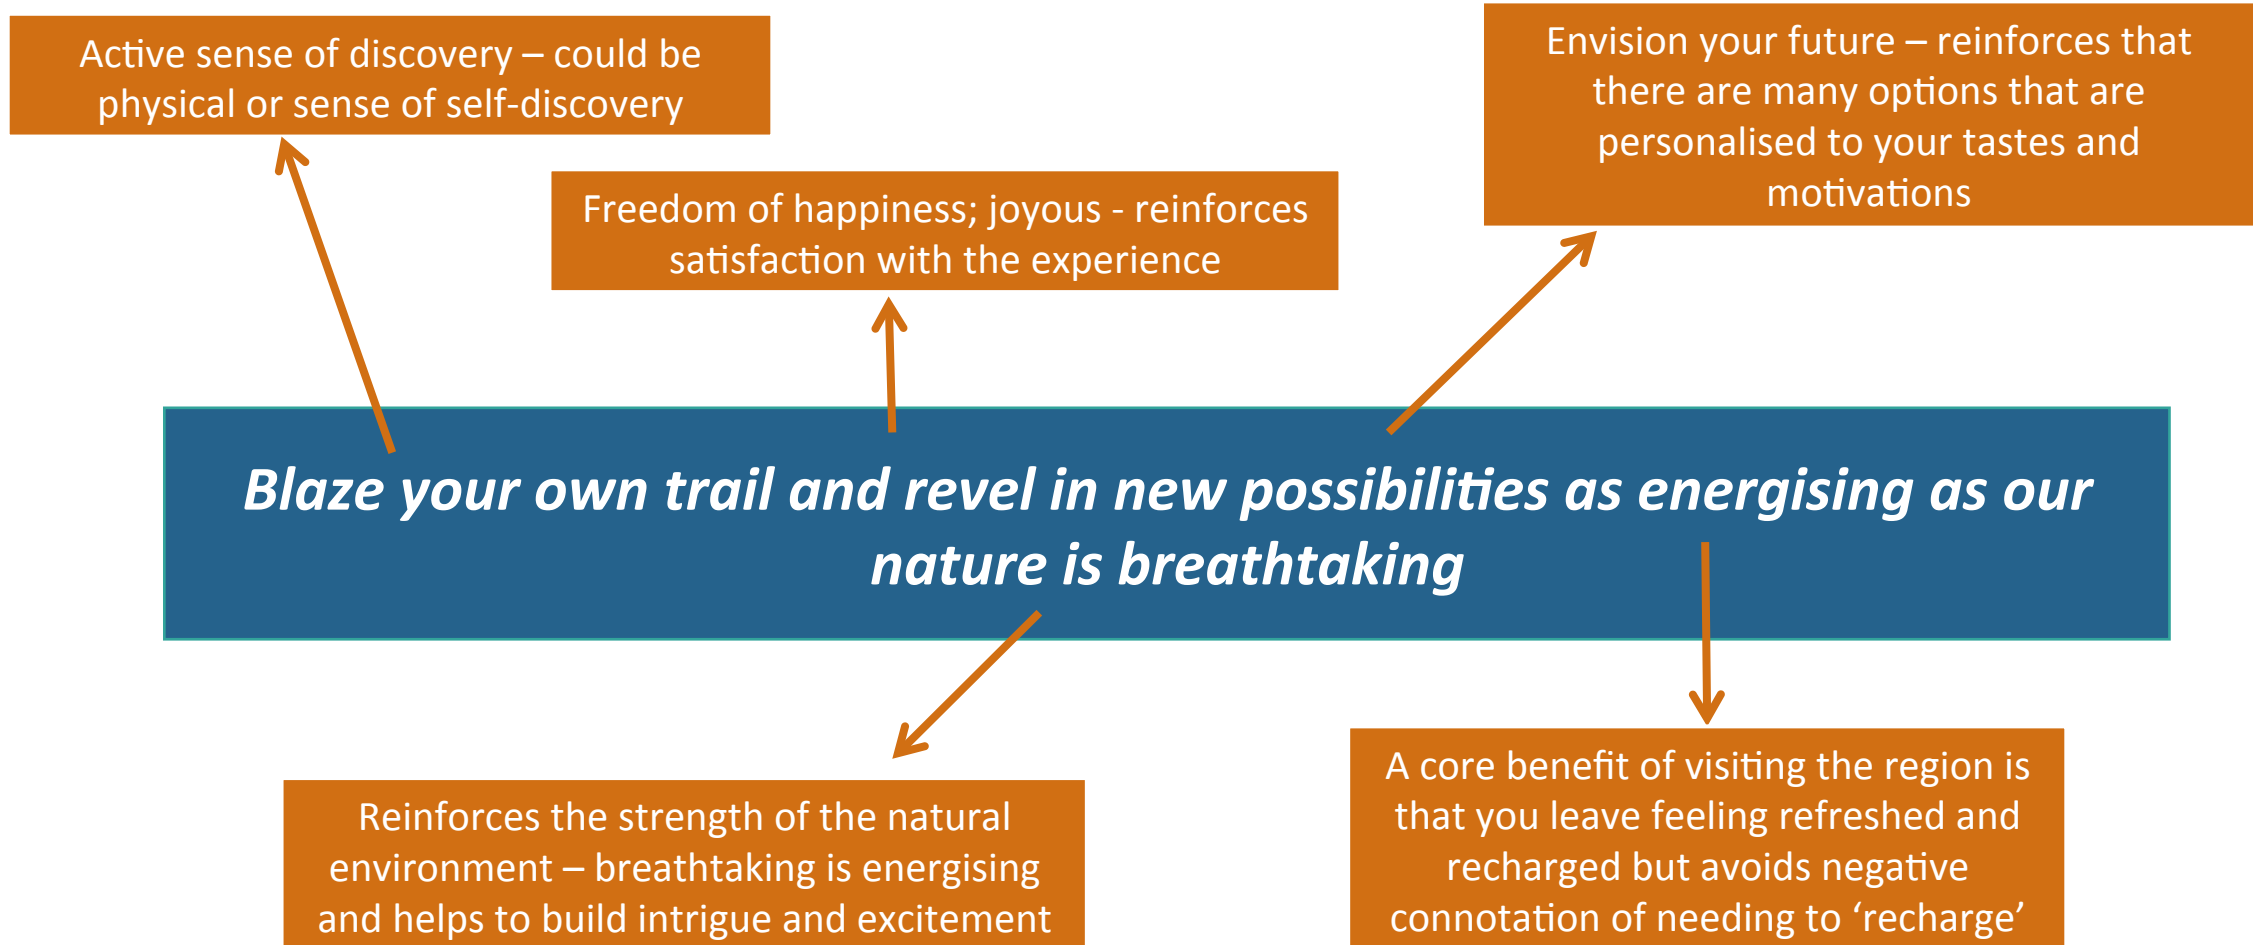 Active sense of discovery – could be
physical or sense of self-discovery
Freedom of happiness; joyous - reinforces
satisfaction with the experience
Envision your future – reinforces that
there are many options that are
personalised to your tastes and
motivations
Blaze your own trail and revel in new possibilities as energising as our
nature is breathtaking
Reinforces the strength of the natural
environment – breathtaking is energising
and helps to build intrigue and excitement
A core benefit of visiting the region is
that you leave feeling refreshed and
recharged but avoids negative
connotation of needing to ‘recharge’